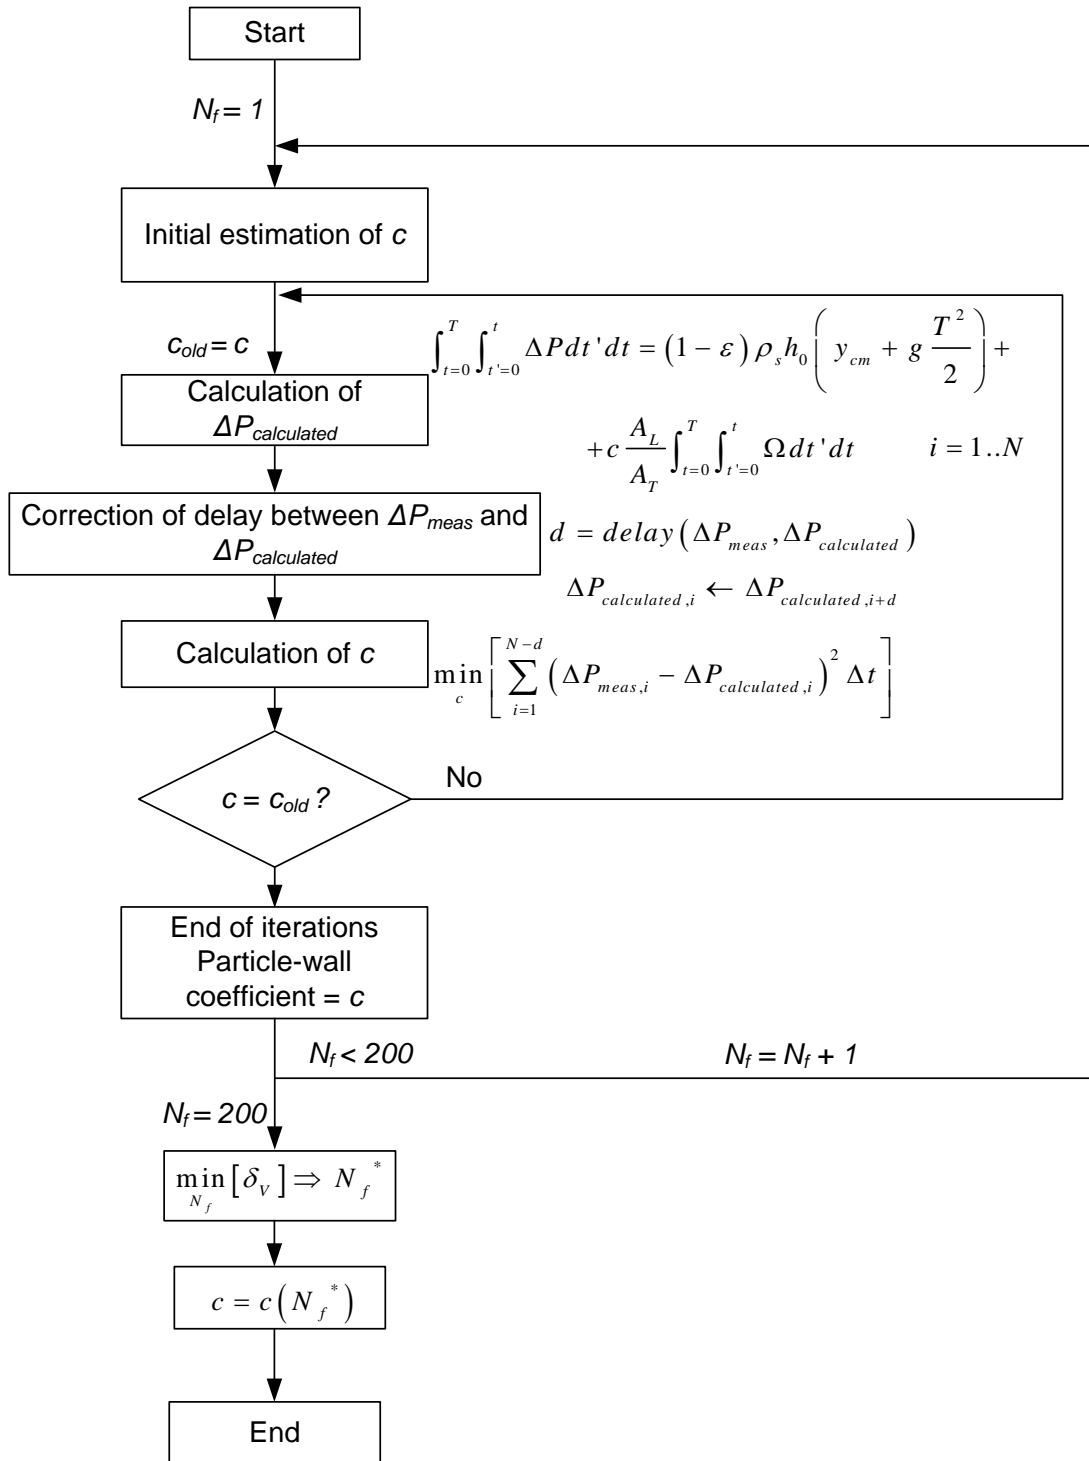 Start
N_f = 1
Initial estimation of c
c_old = c
∫_{t=0}^{T} ∫_{t'=0}^{t} ΔP dt' dt = (1 − ε) ρ_s h_0 ( y_cm + g T^2/2 ) +
Calculation of
ΔP_calculated
+ c A_L/A_T ∫_{t=0}^{T} ∫_{t'=0}^{t} Ω dt' dt i = 1..N
Correction of delay between ΔP_meas and
ΔP_calculated
d = delay (ΔP_meas, ΔP_calculated)
ΔP_calculated,i ← ΔP_calculated,i+d
Calculation of c
min_c [ ∑_{i=1}^{N−d} (ΔP_meas,i − ΔP_calculated,i)^2 Δt ]
c = c_old ?
No
End of iterations
Particle-wall
coefficient = c
N_f < 200
N_f = N_f + 1
N_f = 200
min_{N_f} [δ_V] ⇒ N_f^*
c = c (N_f^*)
End